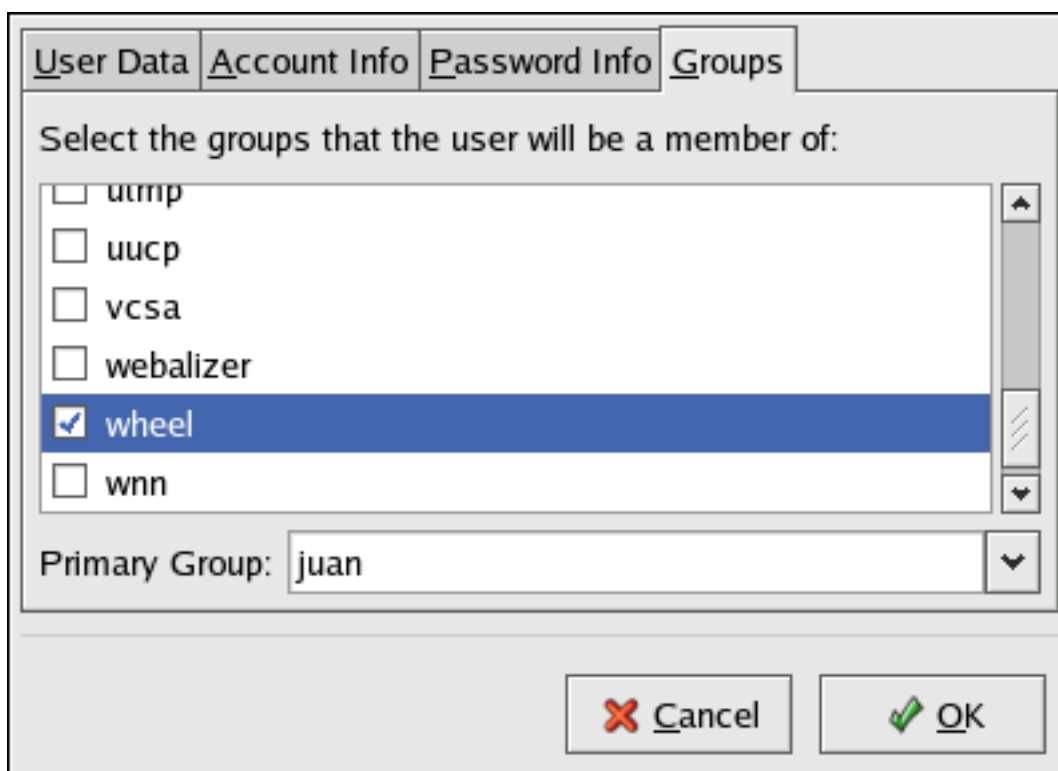 User Data Account Info Password Info Groups
Select the groups that the user will be a member of:
utmp
uucp
vcsa
webalizer
wheel
wnn
Primary Group: juan
Cancel OK